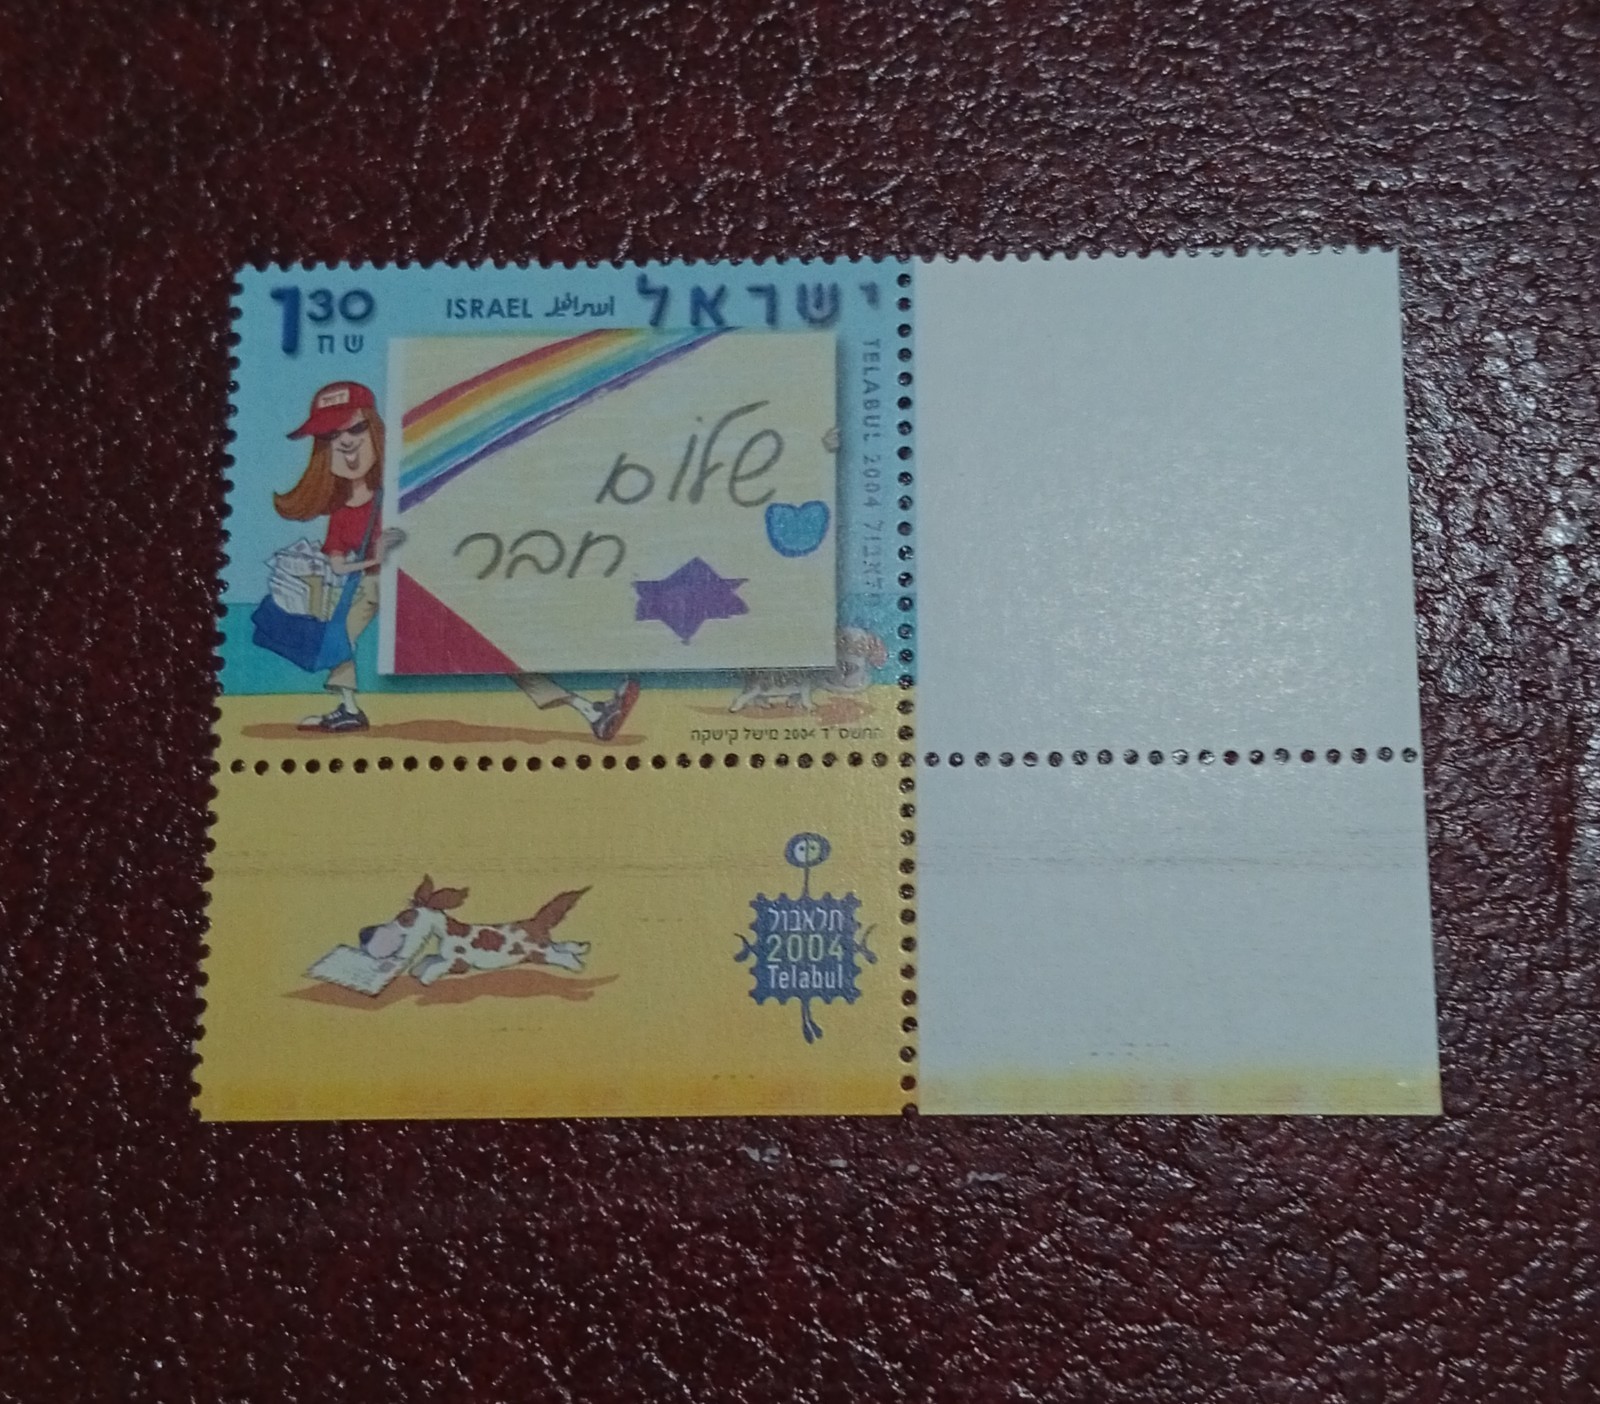 1.30
ש"ח
ISRAEL اسرائيل ישראל
TELABUL 2004 תלאבול
שלום
חבר
התשס"ד 2004 מישל קישקה
תלאבול
2004
Telabul